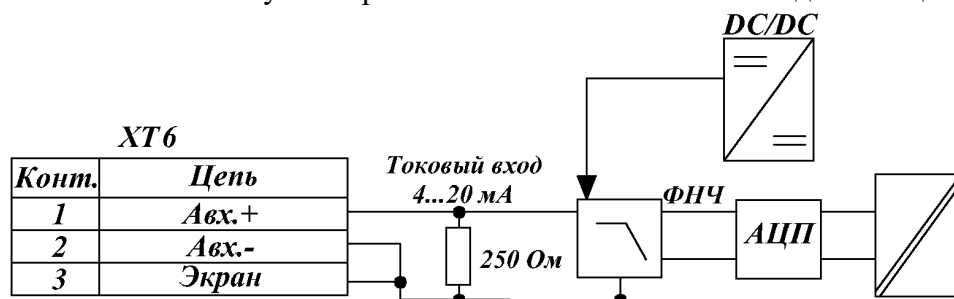 DC/DC
XT6
Конт. Цепь
1 Авх.+
2 Авх.-
3 Экран
Токовый вход
4...20 мА
250 Ом
ФНЧ
АЦП